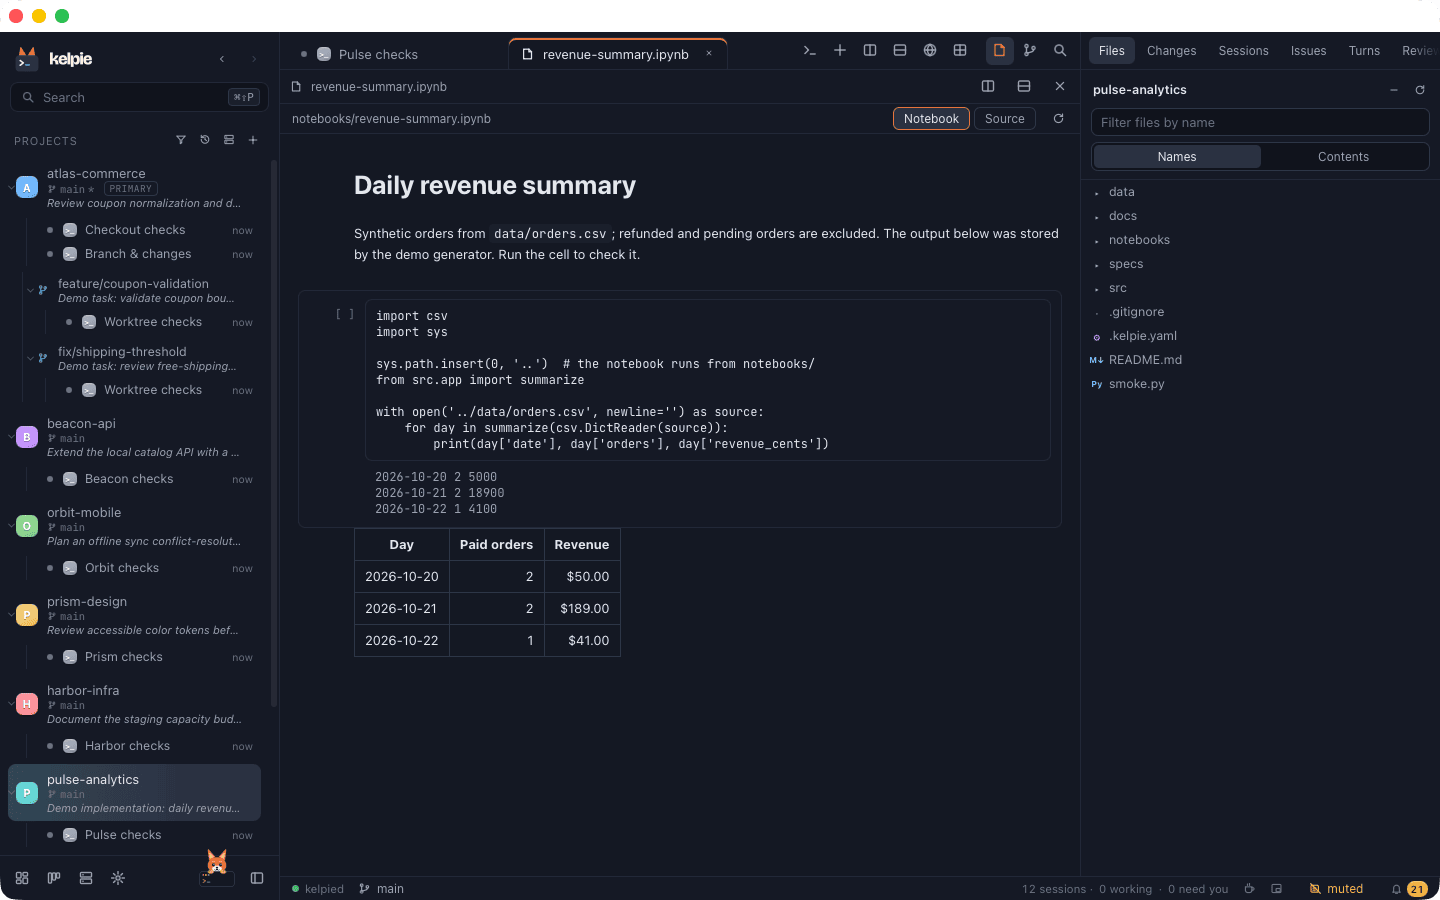 kelpie
Search
⌘⇧P
PROJECTS
A
atlas-commerce
main * PRIMARY
Review coupon normalization and d...
Checkout checks now
Branch & changes now
feature/coupon-validation
Demo task: validate coupon bou...
Worktree checks now
fix/shipping-threshold
Demo task: review free-shipping...
Worktree checks now
B
beacon-api
main
Extend the local catalog API with a ...
Beacon checks now
O
orbit-mobile
main
Plan an offline sync conflict-resolut...
Orbit checks now
P
prism-design
main
Review accessible color tokens bef...
Prism checks now
H
harbor-infra
main
Document the staging capacity bud...
Harbor checks now
P
pulse-analytics
main
Demo implementation: daily revenu...
Pulse checks now
Pulse checks
revenue-summary.ipynb ×
revenue-summary.ipynb
notebooks/revenue-summary.ipynb
Notebook Source
Daily revenue summary
Synthetic orders from data/orders.csv; refunded and pending orders are excluded. The output below was stored
by the demo generator. Run the cell to check it.
[ ]
import csv
import sys
sys.path.insert(0, '..')  # the notebook runs from notebooks/
from src.app import summarize
with open('../data/orders.csv', newline='') as source:
    for day in summarize(csv.DictReader(source)):
        print(day['date'], day['orders'], day['revenue_cents'])
2026-10-20 2 5000
2026-10-21 2 18900
2026-10-22 1 4100
Day Paid orders Revenue
2026-10-20 2 $50.00
2026-10-21 2 $189.00
2026-10-22 1 $41.00
Files Changes Sessions Issues Turns Review
pulse-analytics
Filter files by name
Names Contents
data
docs
notebooks
specs
src
.gitignore
.kelpie.yaml
M↓ README.md
Py smoke.py
kelpied main
12 sessions · 0 working · 0 need you
muted
21